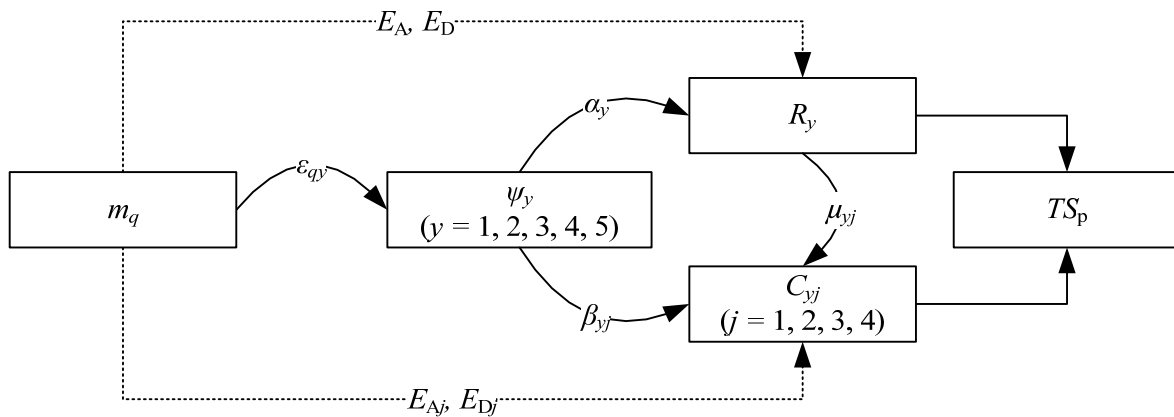 E_A, E_D
α_y
R_y
ε_qy
m_q
ψ_y
(y = 1, 2, 3, 4, 5)
μ_yj
TS_p
C_yj
(j = 1, 2, 3, 4)
β_yj
E_Aj, E_Dj